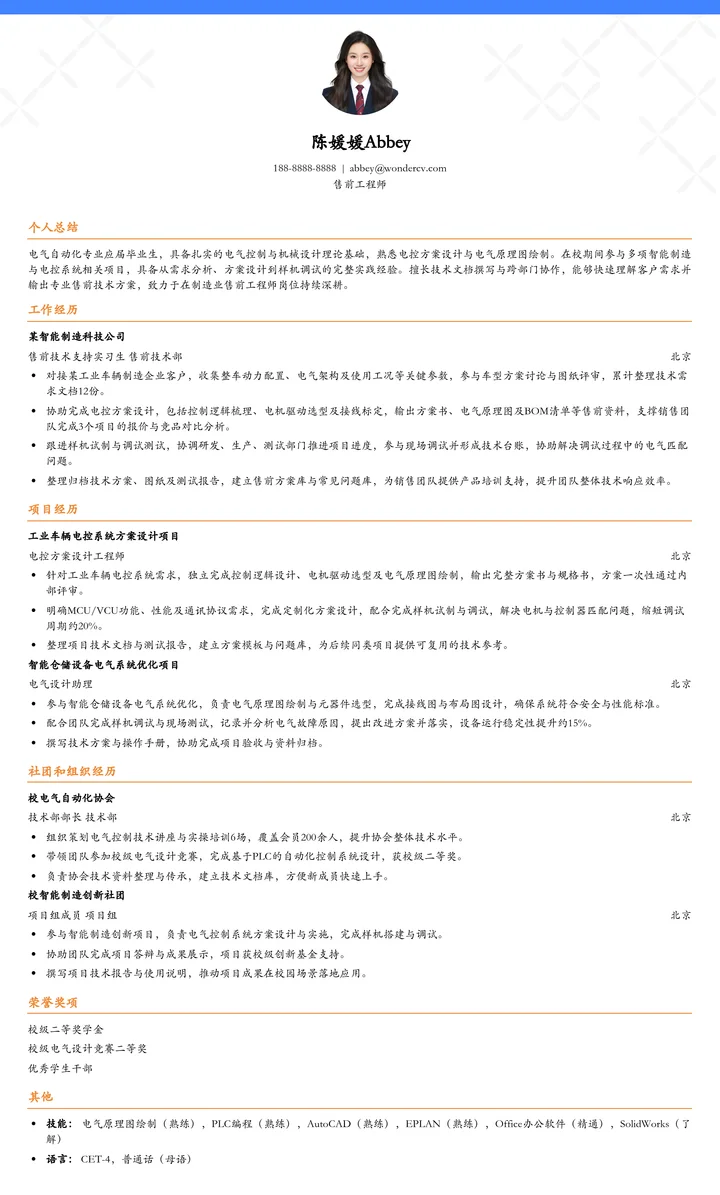 陈媛媛Abbey
188-8888-8888 | abbey@wondercv.com
售前工程师
个人总结
电气自动化专业应届毕业生，具备扎实的电气控制与机械设计理论基础，熟悉电控方案设计与电气原理图绘制。在校期间参与多项智能制造
与电控系统相关项目，具备从需求分析、方案设计到样机调试的完整实践经验。擅长技术文档撰写与跨部门协作，能够快速理解客户需求并
输出专业售前技术方案，致力于在制造业售前工程师岗位持续深耕。
工作经历
某智能制造科技公司
售前技术支持实习生 售前技术部 北京
• 对接某工业车辆制造企业客户，收集整车动力配置、电气架构及使用工况等关键参数，参与车型方案讨论与图纸评审，累计整理技术需
求文档12份。
• 协助完成电控方案设计，包括控制逻辑梳理、电机驱动选型及接线标定，输出方案书、电气原理图及BOM清单等售前资料，支撑销售团
队完成3个项目的报价与竞品对比分析。
• 跟进样机试制与调试测试，协调研发、生产、测试部门推进项目进度，参与现场调试并形成技术台账，协助解决调试过程中的电气匹配
问题。
• 整理归档技术方案、图纸及测试报告，建立售前方案库与常见问题库，为销售团队提供产品培训支持，提升团队整体技术响应效率。
项目经历
工业车辆电控系统方案设计项目
电控方案设计工程师 北京
• 针对工业车辆电控系统需求，独立完成控制逻辑设计、电机驱动选型及电气原理图绘制，输出完整方案书与规格书，方案一次性通过内
部评审。
• 明确MCU/VCU功能、性能及通讯协议需求，完成定制化方案设计，配合完成样机试制与调试，解决电机与控制器匹配问题，缩短调试
周期约20%。
• 整理项目技术文档与测试报告，建立方案模板与问题库，为后续同类项目提供可复用的技术参考。
智能仓储设备电气系统优化项目
电气设计助理 北京
• 参与智能仓储设备电气系统优化，负责电气原理图绘制与元器件选型，完成接线图与布局图设计，确保系统符合安全与性能标准。
• 配合团队完成样机调试与现场测试，记录并分析电气故障原因，提出改进方案并落实，设备运行稳定性提升约15%。
• 撰写技术方案与操作手册，协助完成项目验收与资料归档。
社团和组织经历
校电气自动化协会
技术部部长 技术部 北京
• 组织策划电气控制技术讲座与实操培训6场，覆盖会员200余人，提升协会整体技术水平。
• 带领团队参加校级电气设计竞赛，完成基于PLC的自动化控制系统设计，获校级二等奖。
• 负责协会技术资料整理与传承，建立技术文档库，方便新成员快速上手。
校智能制造创新社团
项目组成员 项目组 北京
• 参与智能制造创新项目，负责电气控制系统方案设计与实施，完成样机搭建与调试。
• 协助团队完成项目答辩与成果展示，项目获校级创新基金支持。
• 撰写项目技术报告与使用说明，推动项目成果在校园场景落地应用。
荣誉奖项
校级二等奖学金
校级电气设计竞赛二等奖
优秀学生干部
其他
• 技能： 电气原理图绘制（熟练）, PLC编程（熟练）, AutoCAD（熟练）, EPLAN（熟练）, Office办公软件（精通）, SolidWorks（了
解）
• 语言： CET-4，普通话（母语）